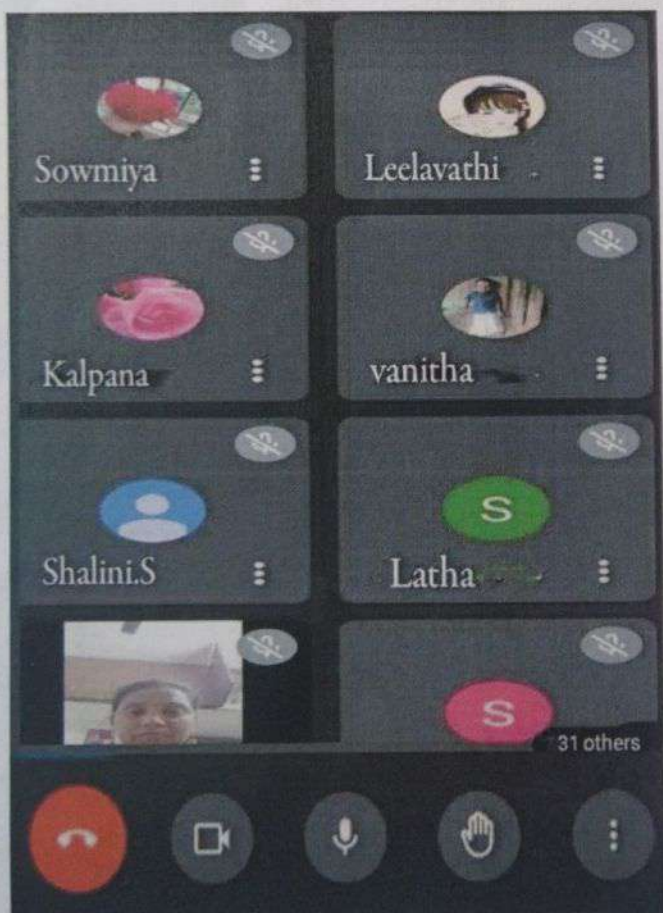 Sowmiya
Leelavathi
Kalpana
vanitha
S
Shalini.S
Latha
S
31 others